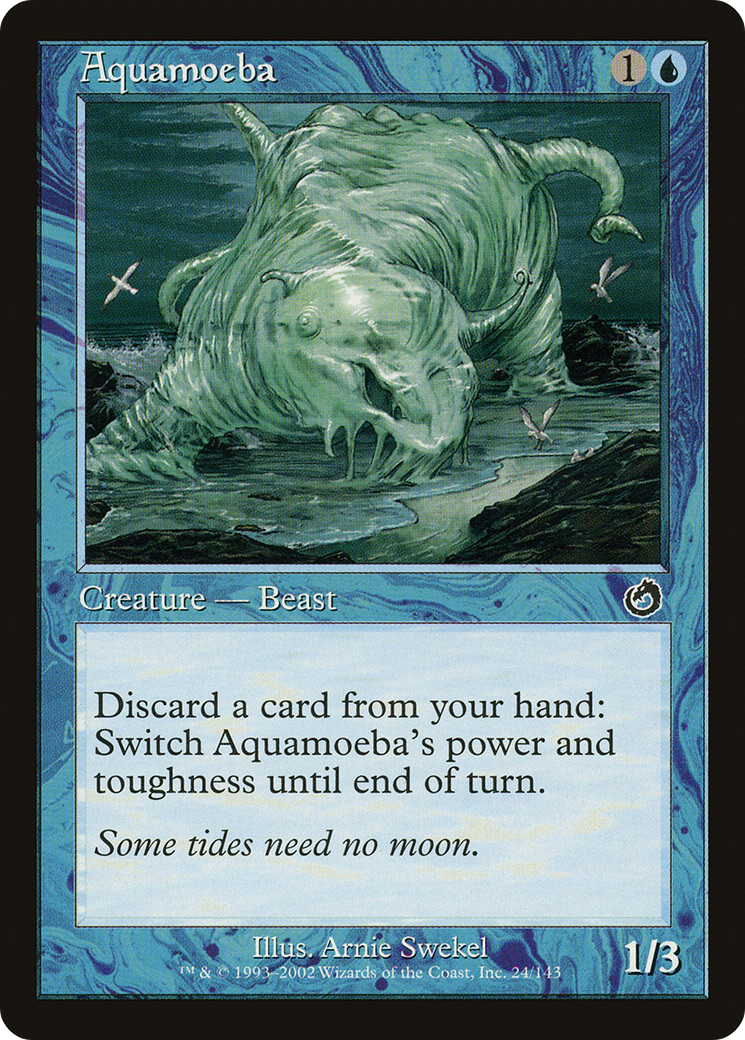 Aquamoeba 1
Creature — Beast
Discard a card from your hand:
Switch Aquamoeba's power and
toughness until end of turn.
Some tides need no moon.
Illus. Arnie Swekel
™ & © 1993–2002 Wizards of the Coast, Inc. 24/143
1/3